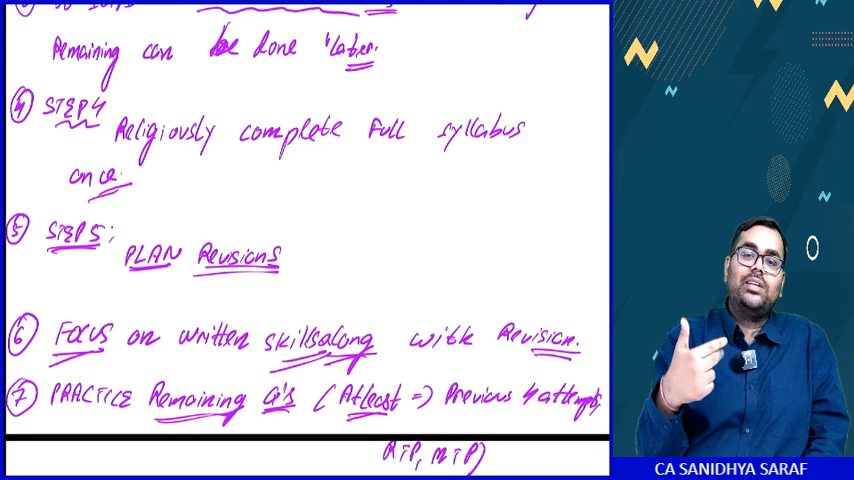 Remaining can be done later.
④ STEP 4
Religiously complete Full syllabus
once.
⑤ STEP 5:
PLAN Revisions
⑥ Focus on written skills along with Revision.
⑦ PRACTICE Remaining Q's (Atleast => Previous 4 attempts,
RTP, MTP)
CA SANIDHYA SARAF